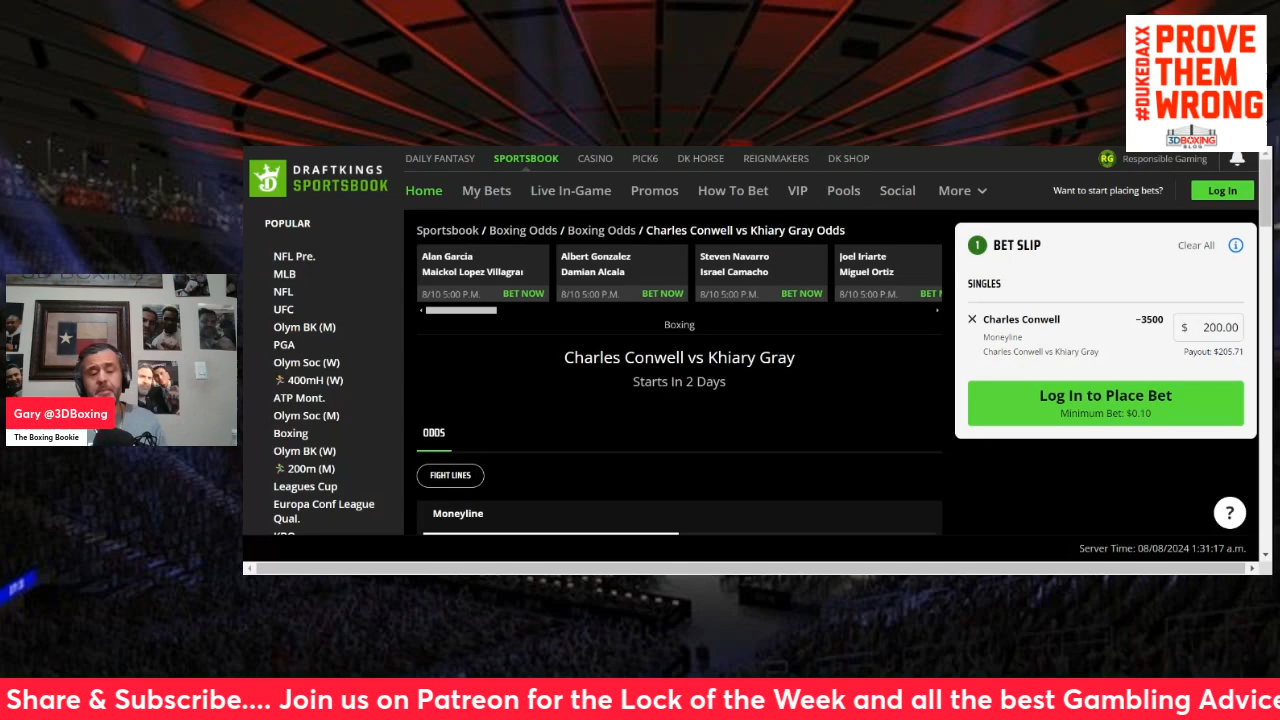 #DUKEDAXX
PROVE
THEM
WRONG
3DBOXING
BLOG
DRAFTKINGS
SPORTSBOOK
DAILY FANTASY SPORTSBOOK CASINO PICK6 DK HORSE REIGNMAKERS DK SHOP
RG Responsible Gaming
Home My Bets Live In-Game Promos How To Bet VIP Pools Social More
Want to start placing bets? Log In
POPULAR
NFL Pre.
MLB
NFL
UFC
Olym BK (M)
PGA
Olym Soc (W)
400mH (W)
ATP Mont.
Olym Soc (M)
Boxing
Olym BK (W)
200m (M)
Leagues Cup
Europa Conf League
Qual.
Sportsbook / Boxing Odds / Boxing Odds / Charles Conwell vs Khiary Gray Odds
Alan Garcia
Maickol Lopez Villagrar
8/10 5:00 P.M. BET NOW
Albert Gonzalez
Damian Alcala
8/10 5:00 P.M. BET NOW
Steven Navarro
Israel Camacho
8/10 5:00 P.M. BET NOW
Joel Iriarte
Miguel Ortiz
8/10 5:00 P.M. BET N
Boxing
Charles Conwell vs Khiary Gray
Starts In 2 Days
ODDS
FIGHT LINES
Moneyline
1 BET SLIP Clear All
SINGLES
Charles Conwell −3500 $ 200.00
Moneyline
Charles Conwell vs Khiary Gray Payout: $205.71
Log In to Place Bet
Minimum Bet: $0.10
?
Server Time: 08/08/2024 1:31:17 a.m.
3D BOXING
Gary @3DBoxing
The Boxing Bookie
Share & Subscribe.... Join us on Patreon for the Lock of the Week and all the best Gambling Advice